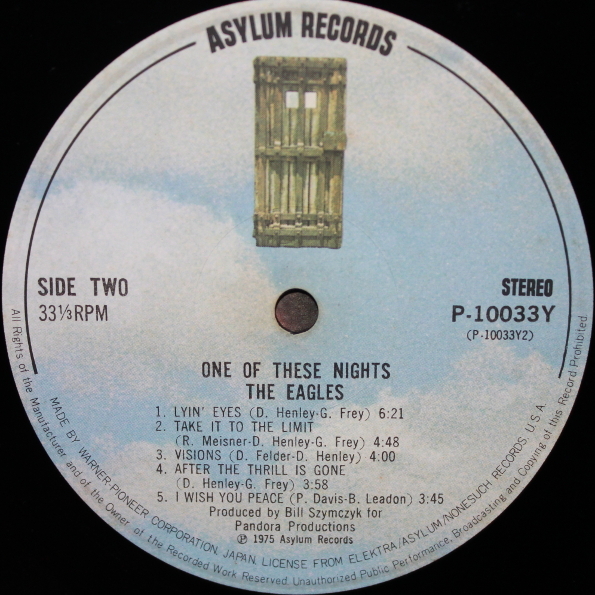 ASYLUM RECORDS
SIDE TWO
33⅓RPM
STEREO
P-10033Y
(P-10033Y2)
ONE OF THESE NIGHTS
THE EAGLES
1. LYIN' EYES (D. Henley-G. Frey) 6:21
2. TAKE IT TO THE LIMIT
(R. Meisner-D. Henley-G. Frey) 4:48
3. VISIONS (D. Felder-D. Henley) 4:00
4. AFTER THE THRILL IS GONE
(D. Henley-G. Frey) 3:58
5. I WISH YOU PEACE (P. Davis-B. Leadon) 3:45
Produced by Bill Szymczyk for
Pandora Productions
℗ 1975 Asylum Records
MADE BY WARNER-PIONEER CORPORATION, JAPAN, LICENSE FROM ELEKTRA/ASYLUM/NONESUCH RECORDS, U.S.A.
All Rights of the Manufacturer and of the Owner of the Recorded Work Reserved Unauthorized Public Performance, Broadcasting and Copying of this Record Prohibited.